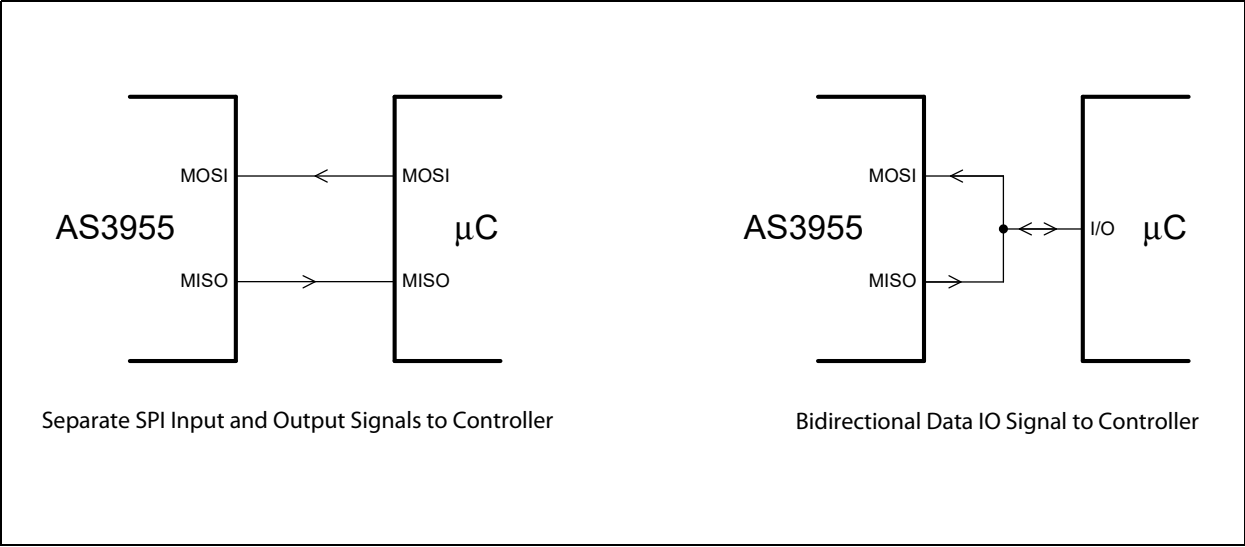 MOSI
MOSI
AS3955
μC
MISO
MISO
Separate SPI Input and Output Signals to Controller
MOSI
AS3955
I/O
μC
MISO
Bidirectional Data IO Signal to Controller